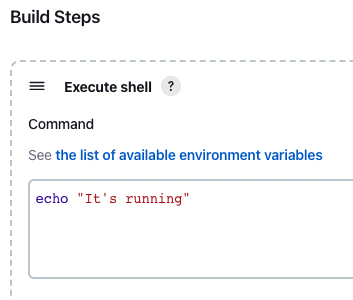 Build Steps
Execute shell ?
Command
See the list of available environment variables
echo "It's running"